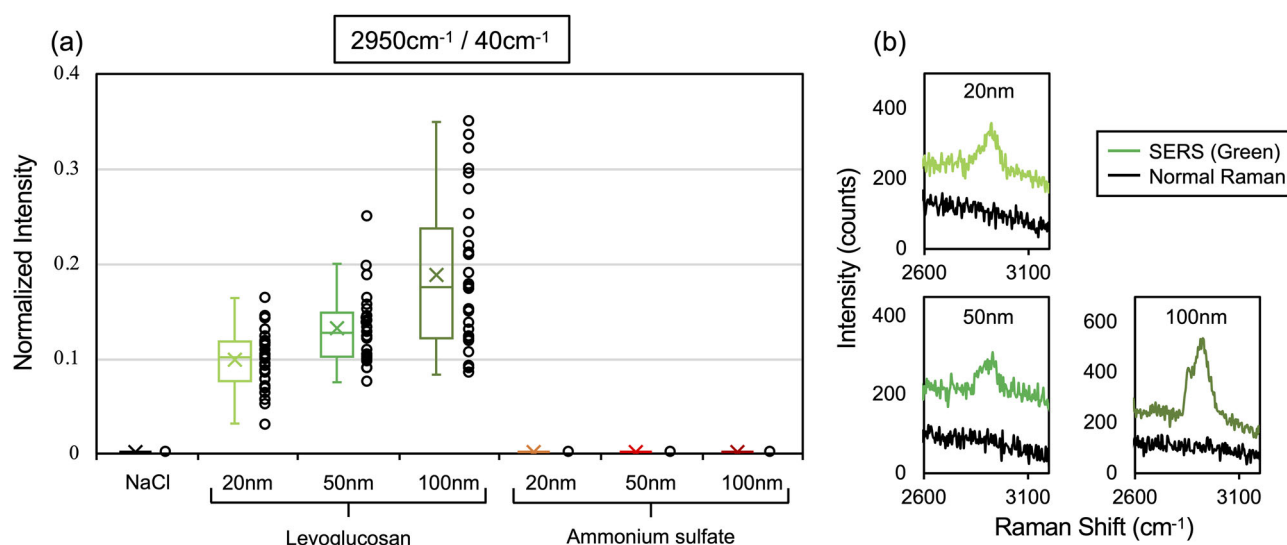 (a)
2950cm⁻¹ / 40cm⁻¹
Normalized Intensity
0.4
0.3
0.2
0.1
0
NaCl
20nm
50nm
100nm
20nm
50nm
100nm
Levoglucosan
Ammonium sulfate
(b)
Intensity (counts)
20nm
400
200
0
2600
3100
SERS (Green)
Normal Raman
50nm
400
200
0
2600
3100
100nm
600
400
200
0
2600
3100
Raman Shift (cm⁻¹)